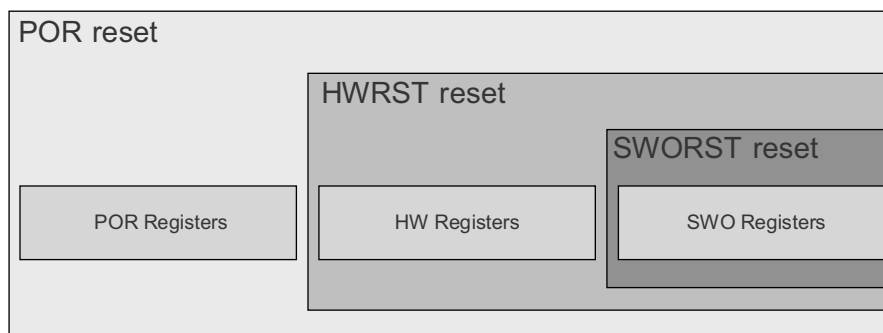 POR reset
HWRST reset
SWORST reset
POR Registers
HW Registers
SWO Registers